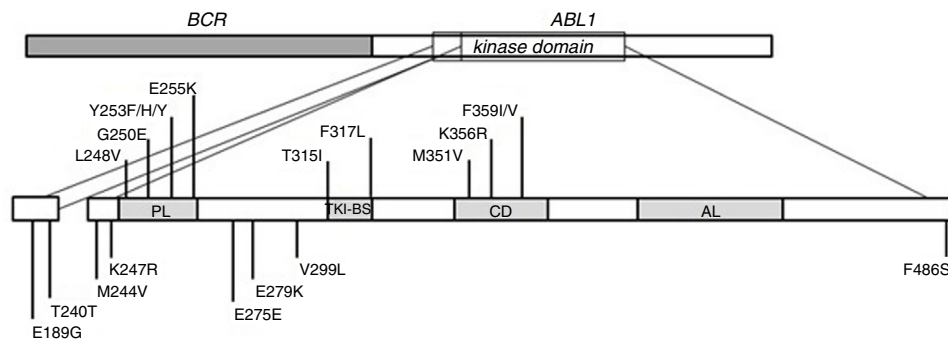 BCR ABL1
kinase domain
E255K
Y253F/H/Y
F359I/V
G250E
F317L
K356R
L248V
T315I
M351V
PL
TKI-BS
CD
AL
K247R
V299L
F486S
M244V
E279K
T240T
E275E
E189G